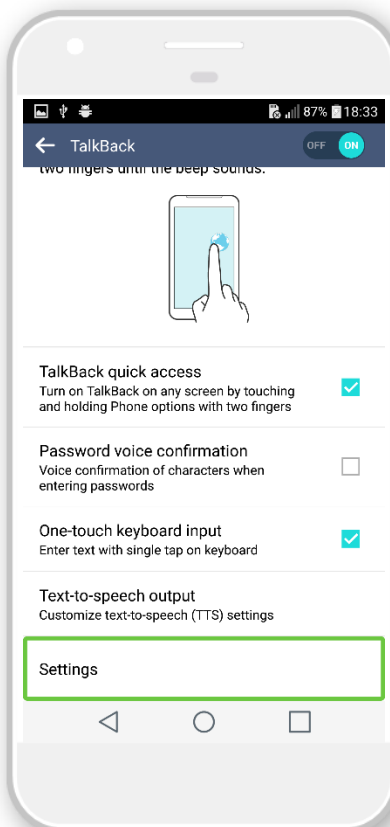 87% 18:33
TalkBack OFF ON
two fingers until the beep sounds.
TalkBack quick access
Turn on TalkBack on any screen by touching
and holding Phone options with two fingers
Password voice confirmation
Voice confirmation of characters when
entering passwords
One-touch keyboard input
Enter text with single tap on keyboard
Text-to-speech output
Customize text-to-speech (TTS) settings
Settings